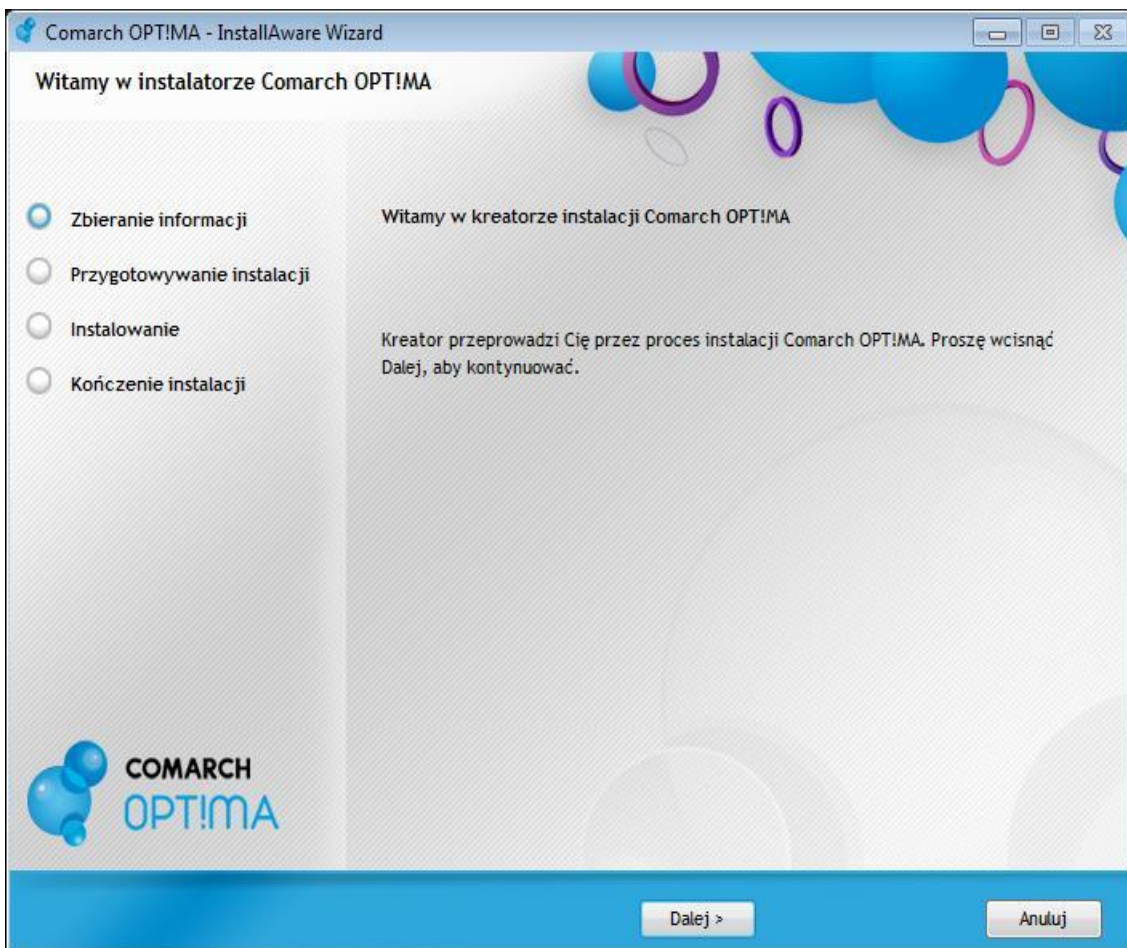 Comarch OPT!MA - InstallAware Wizard
Witamy w instalatorze Comarch OPT!MA
Zbieranie informacji
Przygotowywanie instalacji
Instalowanie
Kończenie instalacji
Witamy w kreatorze instalacji Comarch OPT!MA
Kreator przeprowadzi Cię przez proces instalacji Comarch OPT!MA. Proszę wcisnąć
Dalej, aby kontynuować.
COMARCH
OPT!MA
Dalej >
Anuluj